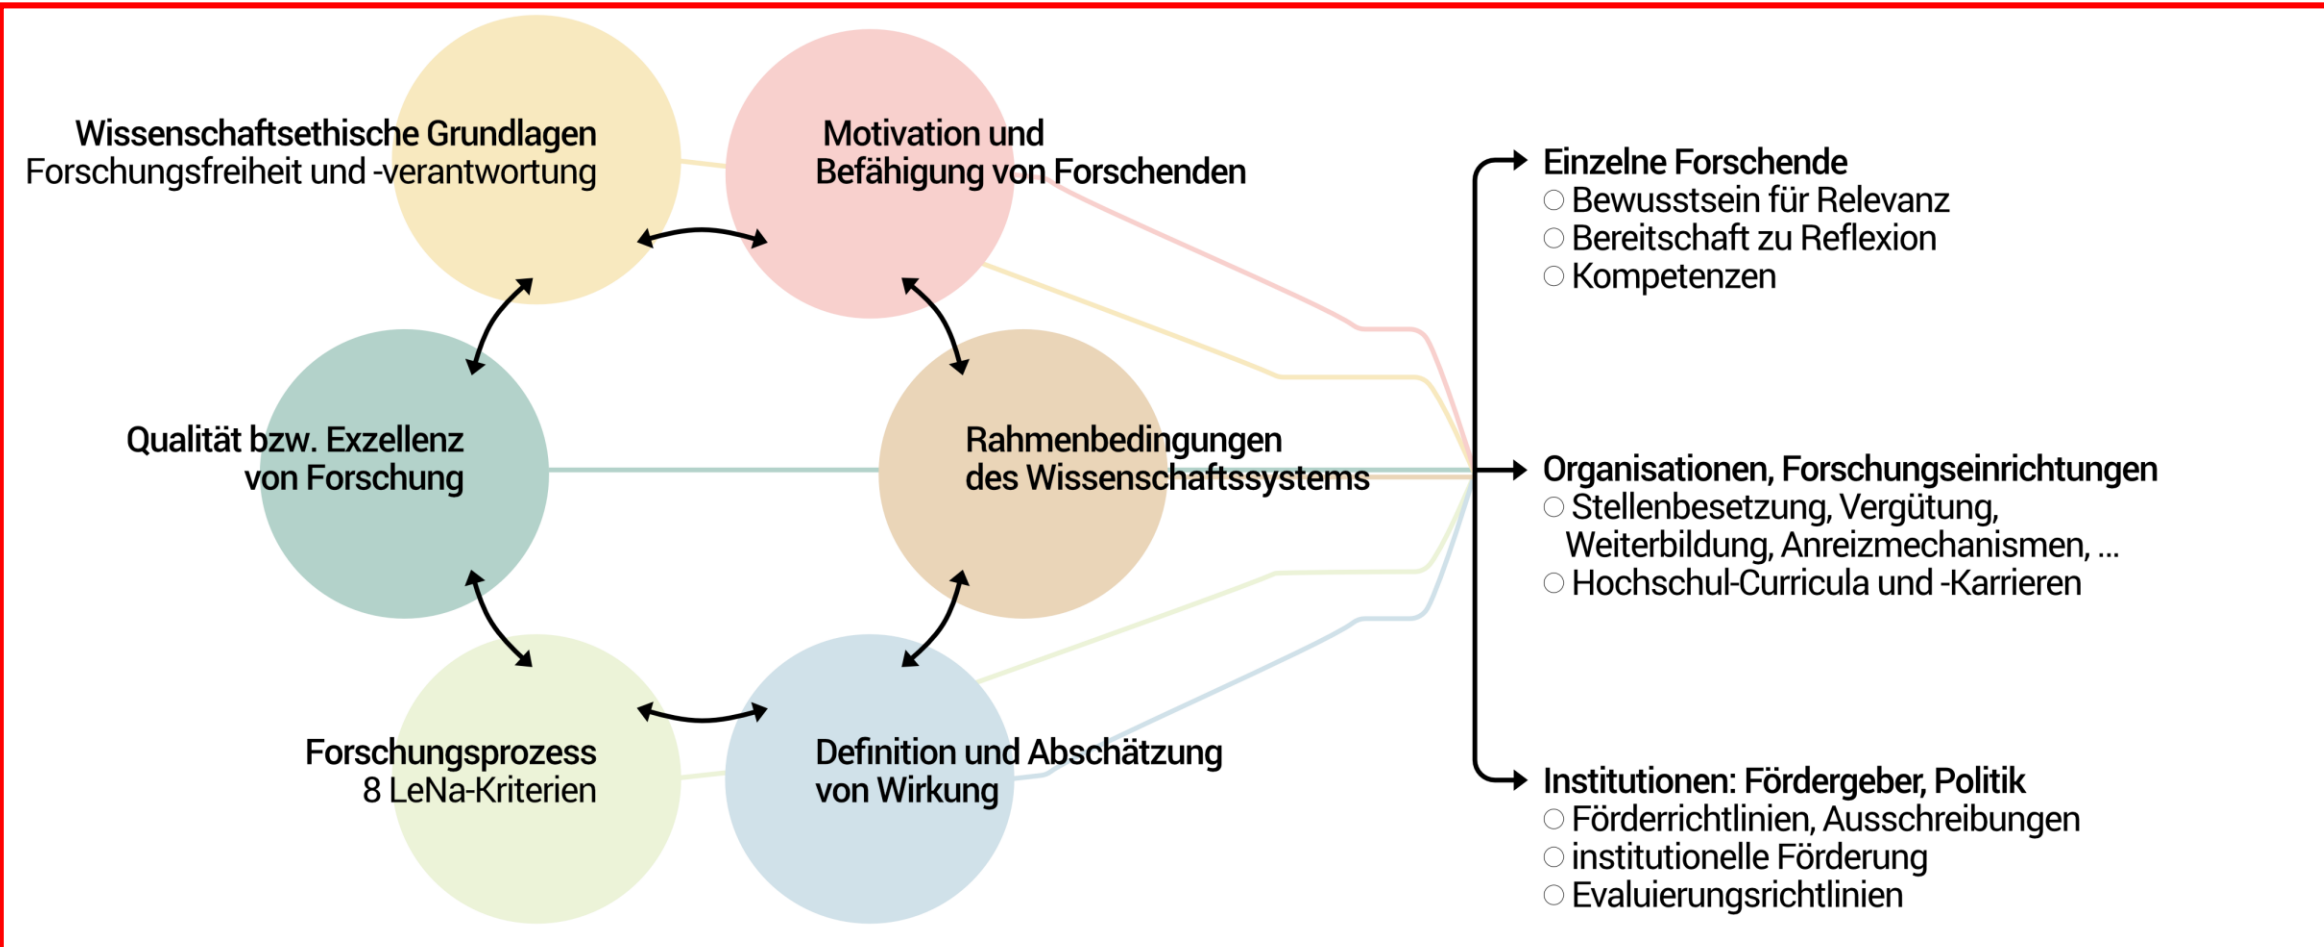 Wissenschaftsethische Grundlagen
Forschungsfreiheit und -verantwortung
Motivation und
Befähigung von Forschenden
Qualität bzw. Exzellenz
von Forschung
Rahmenbedingungen
des Wissenschaftssystems
Forschungsprozess
8 LeNa-Kriterien
Definition und Abschätzung
von Wirkung
Einzelne Forschende
○ Bewusstsein für Relevanz
○ Bereitschaft zu Reflexion
○ Kompetenzen
Organisationen, Forschungseinrichtungen
○ Stellenbesetzung, Vergütung,
Weiterbildung, Anreizmechanismen, ...
○ Hochschul-Curricula und -Karrieren
Institutionen: Fördergeber, Politik
○ Förderrichtlinien, Ausschreibungen
○ institutionelle Förderung
○ Evaluierungsrichtlinien